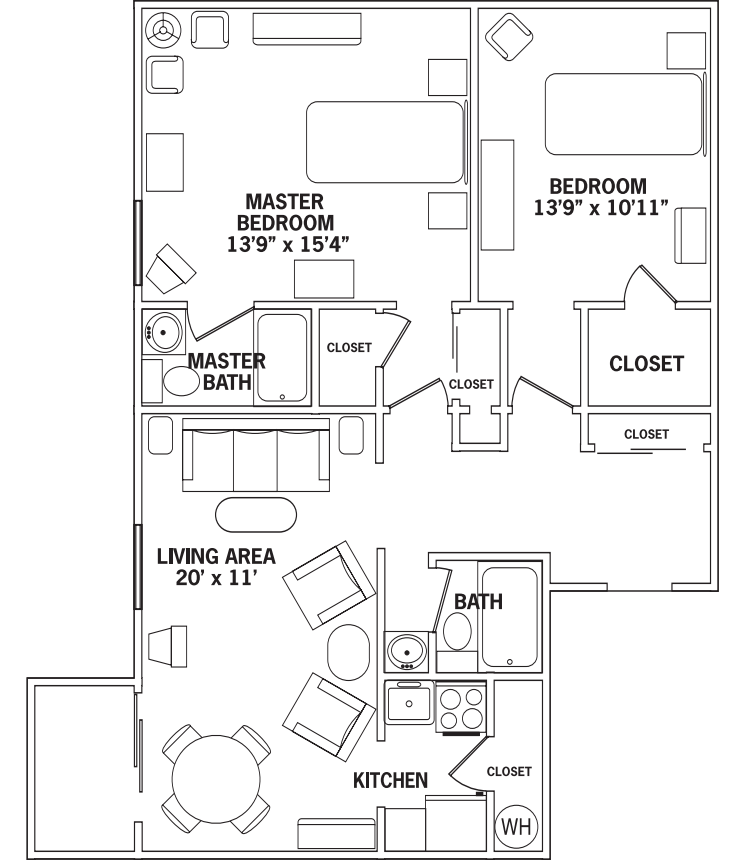 MASTER
BEDROOM
13'9” x 15'4”
BEDROOM
13'9” x 10'11”
MASTER
BATH
CLOSET
CLOSET
CLOSET
CLOSET
LIVING AREA
20' x 11'
BATH
KITCHEN
CLOSET
WH